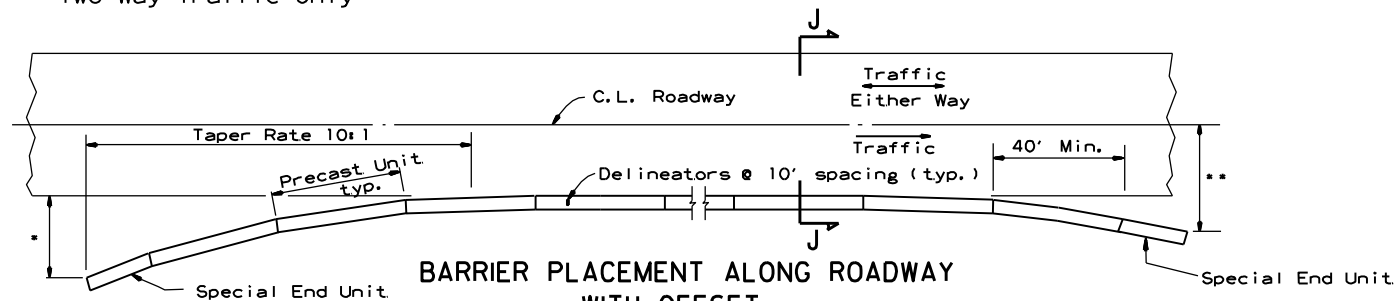 Two Way Traffic Only
J
Traffic
Either Way
C.L. Roadway
Taper Rate 10:1
Traffic
40' Min.
Precast Unit
typ.
Delineators @ 10' spacing (typ.)
**
*
J
BARRIER PLACEMENT ALONG ROADWAY
WITH OFFSET
Special End Unit
Special End Unit